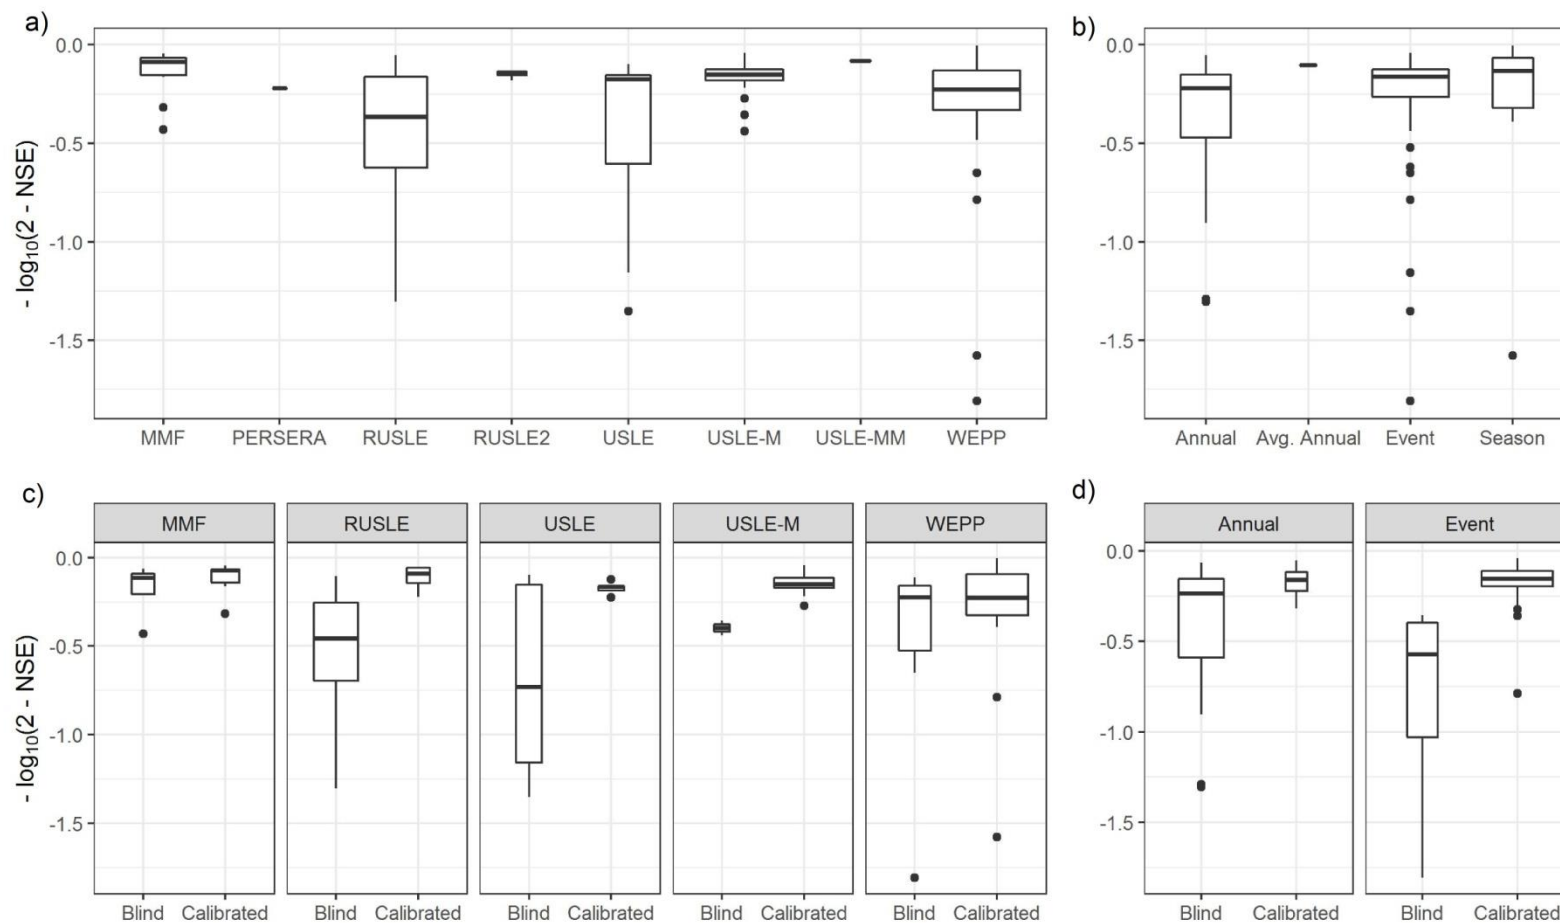 a)
- log₁₀(2 - NSE)
0.0
-0.5
-1.0
-1.5
MMF PERSERA RUSLE RUSLE2 USLE USLE-M USLE-MM WEPP
b)
0.0
-0.5
-1.0
-1.5
Annual Avg. Annual Event Season
c)
- log₁₀(2 - NSE)
MMF RUSLE USLE USLE-M WEPP
0.0
-0.5
-1.0
-1.5
Blind Calibrated Blind Calibrated Blind Calibrated Blind Calibrated Blind Calibrated
d)
Annual Event
0.0
-0.5
-1.0
-1.5
Blind Calibrated Blind Calibrated